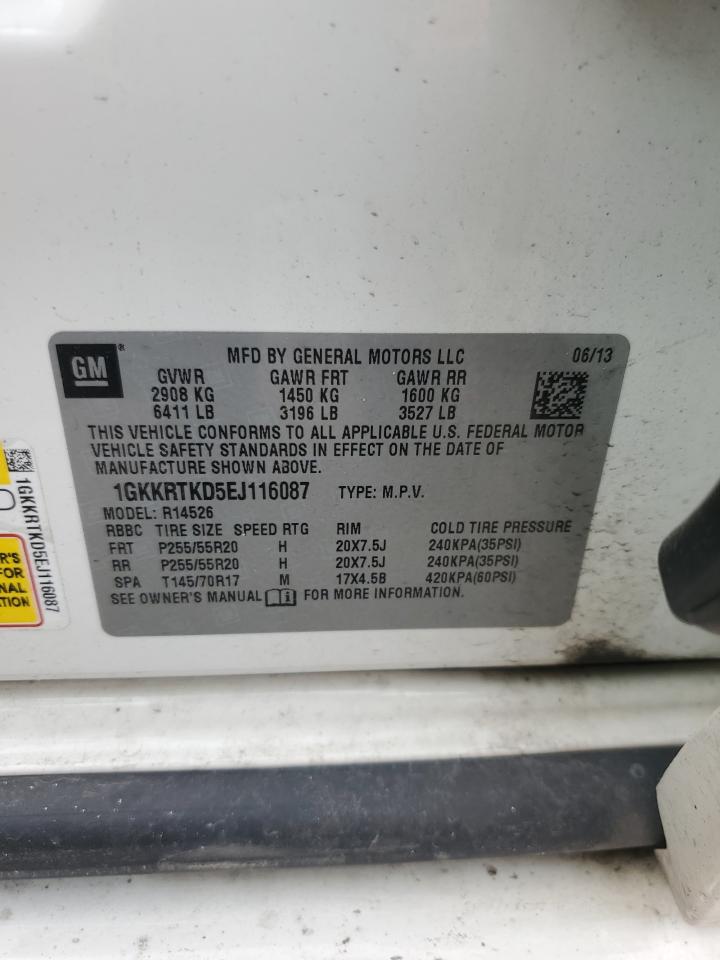 GM®
MFD BY GENERAL MOTORS LLC 06/13
GVWR GAWR FRT GAWR RR
2908 KG 1450 KG 1600 KG
6411 LB 3196 LB 3527 LB
THIS VEHICLE CONFORMS TO ALL APPLICABLE U.S. FEDERAL MOTOR
VEHICLE SAFETY STANDARDS IN EFFECT ON THE DATE OF
MANUFACTURE SHOWN ABOVE.
1GKKRTKD5EJ116087 TYPE: M.P.V.
MODEL: R14526
RBBC TIRE SIZE SPEED RTG RIM COLD TIRE PRESSURE
FRT P255/55R20 H 20X7.5J 240KPA(35PSI)
RR P255/55R20 H 20X7.5J 240KPA(35PSI)
SPA T145/70R17 M 17X4.5B 420KPA(60PSI)
SEE OWNER'S MANUAL FOR MORE INFORMATION.
1GKKRTKD5EJ116087
R'S
FOR
NAL
TION